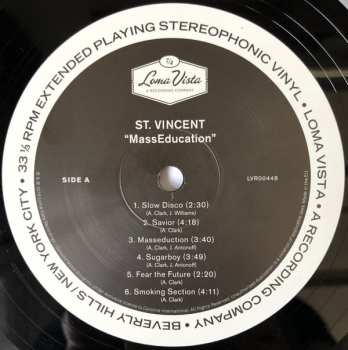 33 ⅓ RPM EXTENDED PLAYING STEREOPHONIC VINYL • LOMA VISTA • A RECORDING COMPANY • BEVERLY HILLS / NEW YORK CITY •
Loma Vista
A RECORDING COMPANY
ST. VINCENT
"MassEducation"
SIDE A
LVR00448
1. Slow Disco (2:30)
(A. Clark, J. Williams)
2. Savior (4:18)
(A. Clark)
3. Masseduction (3:40)
(A. Clark, J. Antonoff)
4. Sugarboy (3:49)
(A. Clark, J. Antonoff)
5. Fear the Future (2:20)
(A. Clark)
6. Smoking Section (4:11)
(A. Clark)